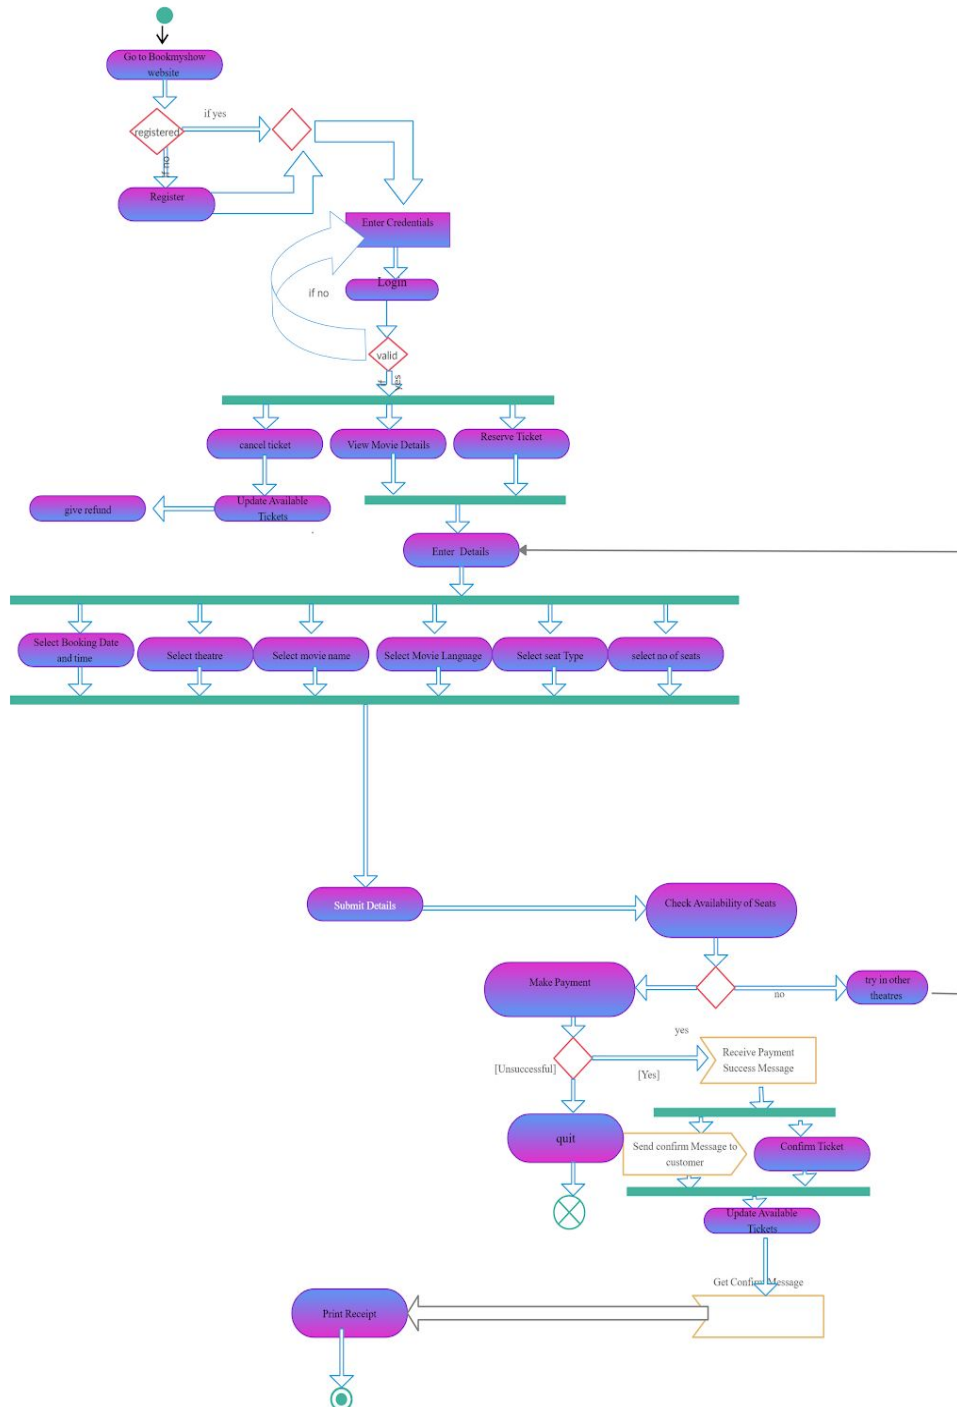 Go to Bookmyshow
website
if yes
registered
if no
Register
Enter Credentials
Login
if no
valid
if
yes
cancel ticket
View Movie Details
Reserve Ticket
give refund
Update Available
Tickets
Enter Details
Select Booking Date
and time
Select theatre
Select movie name
Select Movie Language
Select seat Type
select no of seats
Submit Details
Check Availability of Seats
Make Payment
no
try in other
theatres
yes
[Unsuccessful]
[Yes]
Receive Payment
Success Message
quit
Send confirm Message to
customer
Confirm Ticket
Update Available
Tickets
Get Confirm Message
Print Receipt